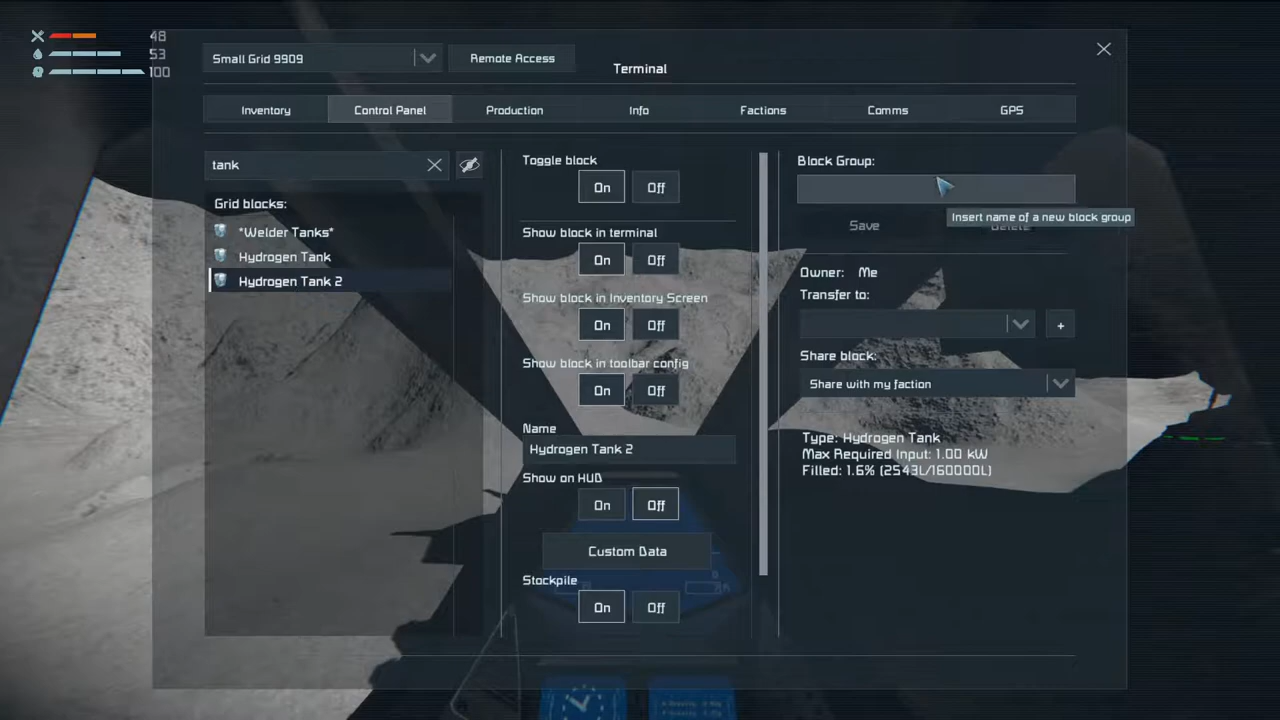 48
53
100
Small Grid 9909
Remote Access
Terminal
Inventory
Control Panel
Production
Info
Factions
Comms
GPS
tank
Grid blocks:
*Welder Tanks*
Hydrogen Tank
Hydrogen Tank 2
Toggle block
On Off
Show block in terminal
On Off
Show block in Inventory Screen
On Off
Show block in toolbar config
On Off
Name
Hydrogen Tank 2
Show on HUD
On Off
Custom Data
Stockpile
On Off
Block Group:
Insert name of a new block group
Save
Delete
Owner: Me
Transfer to:
+
Share block:
Share with my faction
Type: Hydrogen Tank
Max Required Input: 1.00 kW
Filled: 1.6% (2543L/160000L)